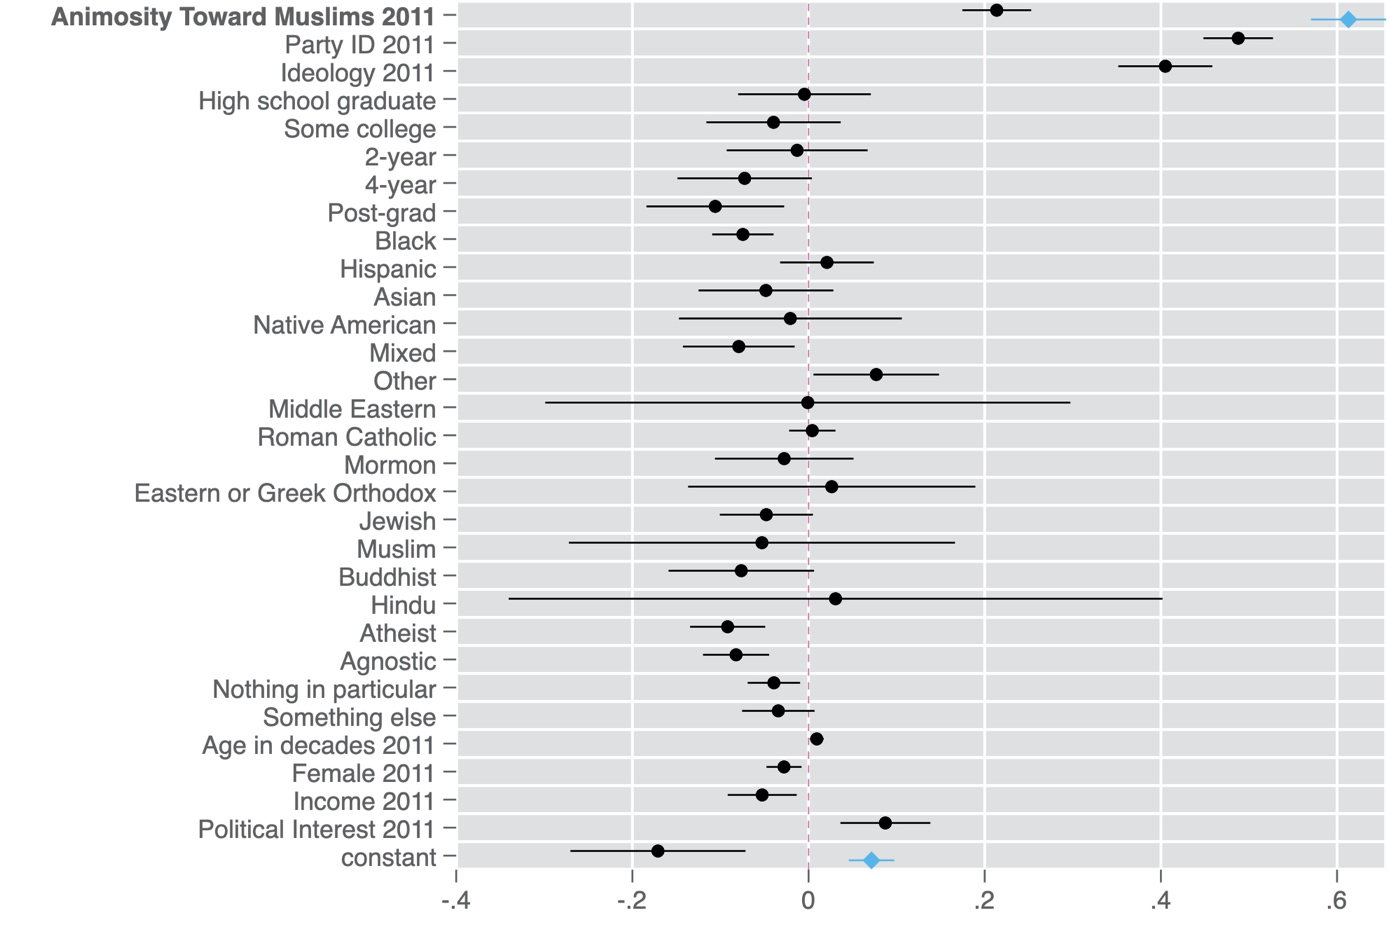 Animosity Toward Muslims 2011
Party ID 2011
Ideology 2011
High school graduate
Some college
2-year
4-year
Post-grad
Black
Hispanic
Asian
Native American
Mixed
Other
Middle Eastern
Roman Catholic
Mormon
Eastern or Greek Orthodox
Jewish
Muslim
Buddhist
Hindu
Atheist
Agnostic
Nothing in particular
Something else
Age in decades 2011
Female 2011
Income 2011
Political Interest 2011
constant
-.4 -.2 0 .2 .4 .6